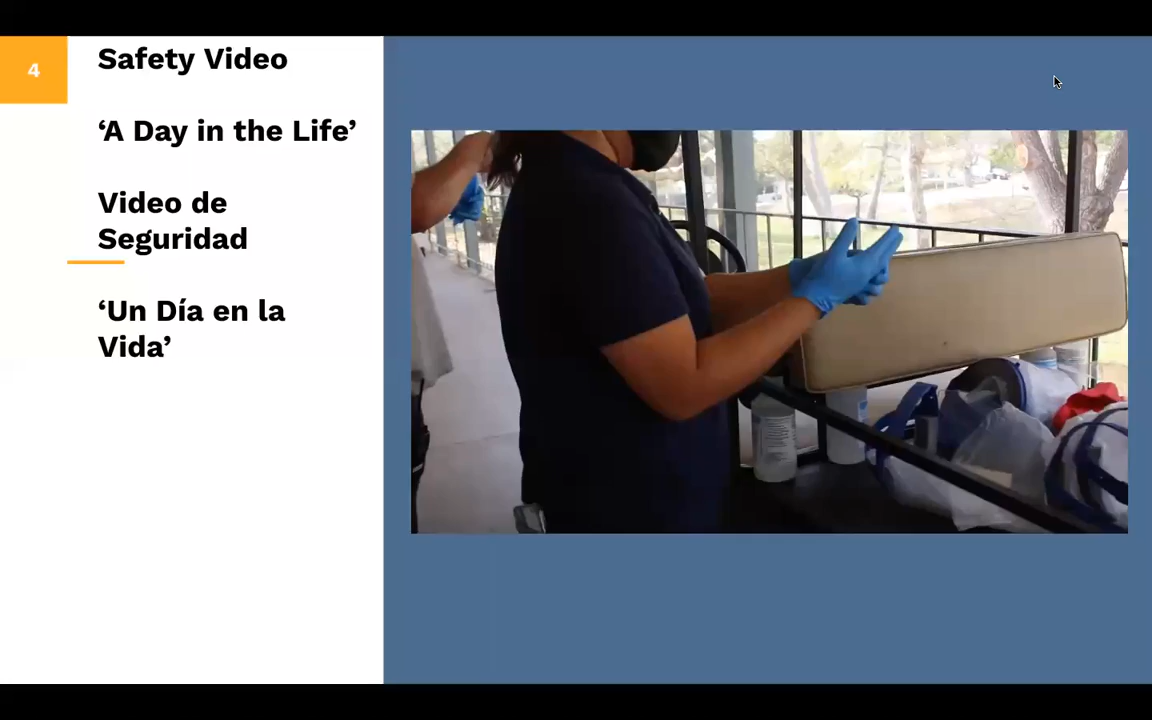 4
Safety Video
‘A Day in the Life’
Video de
Seguridad
‘Un Día en la
Vida’